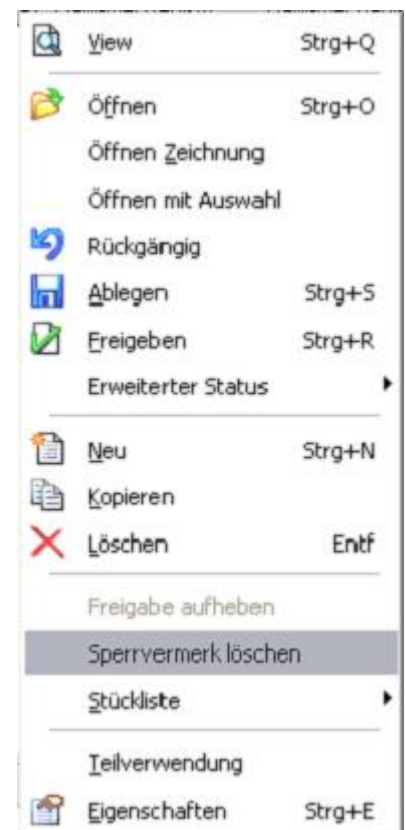 View Strg+Q
Öffnen Strg+O
Öffnen Zeichnung
Öffnen mit Auswahl
Rückgängig
Ablegen Strg+S
Freigeben Strg+R
Erweiterter Status
Neu Strg+N
Kopieren
Löschen Entf
Freigabe aufheben
Sperrvermerk löschen
Stückliste
Teilverwendung
Eigenschaften Strg+E